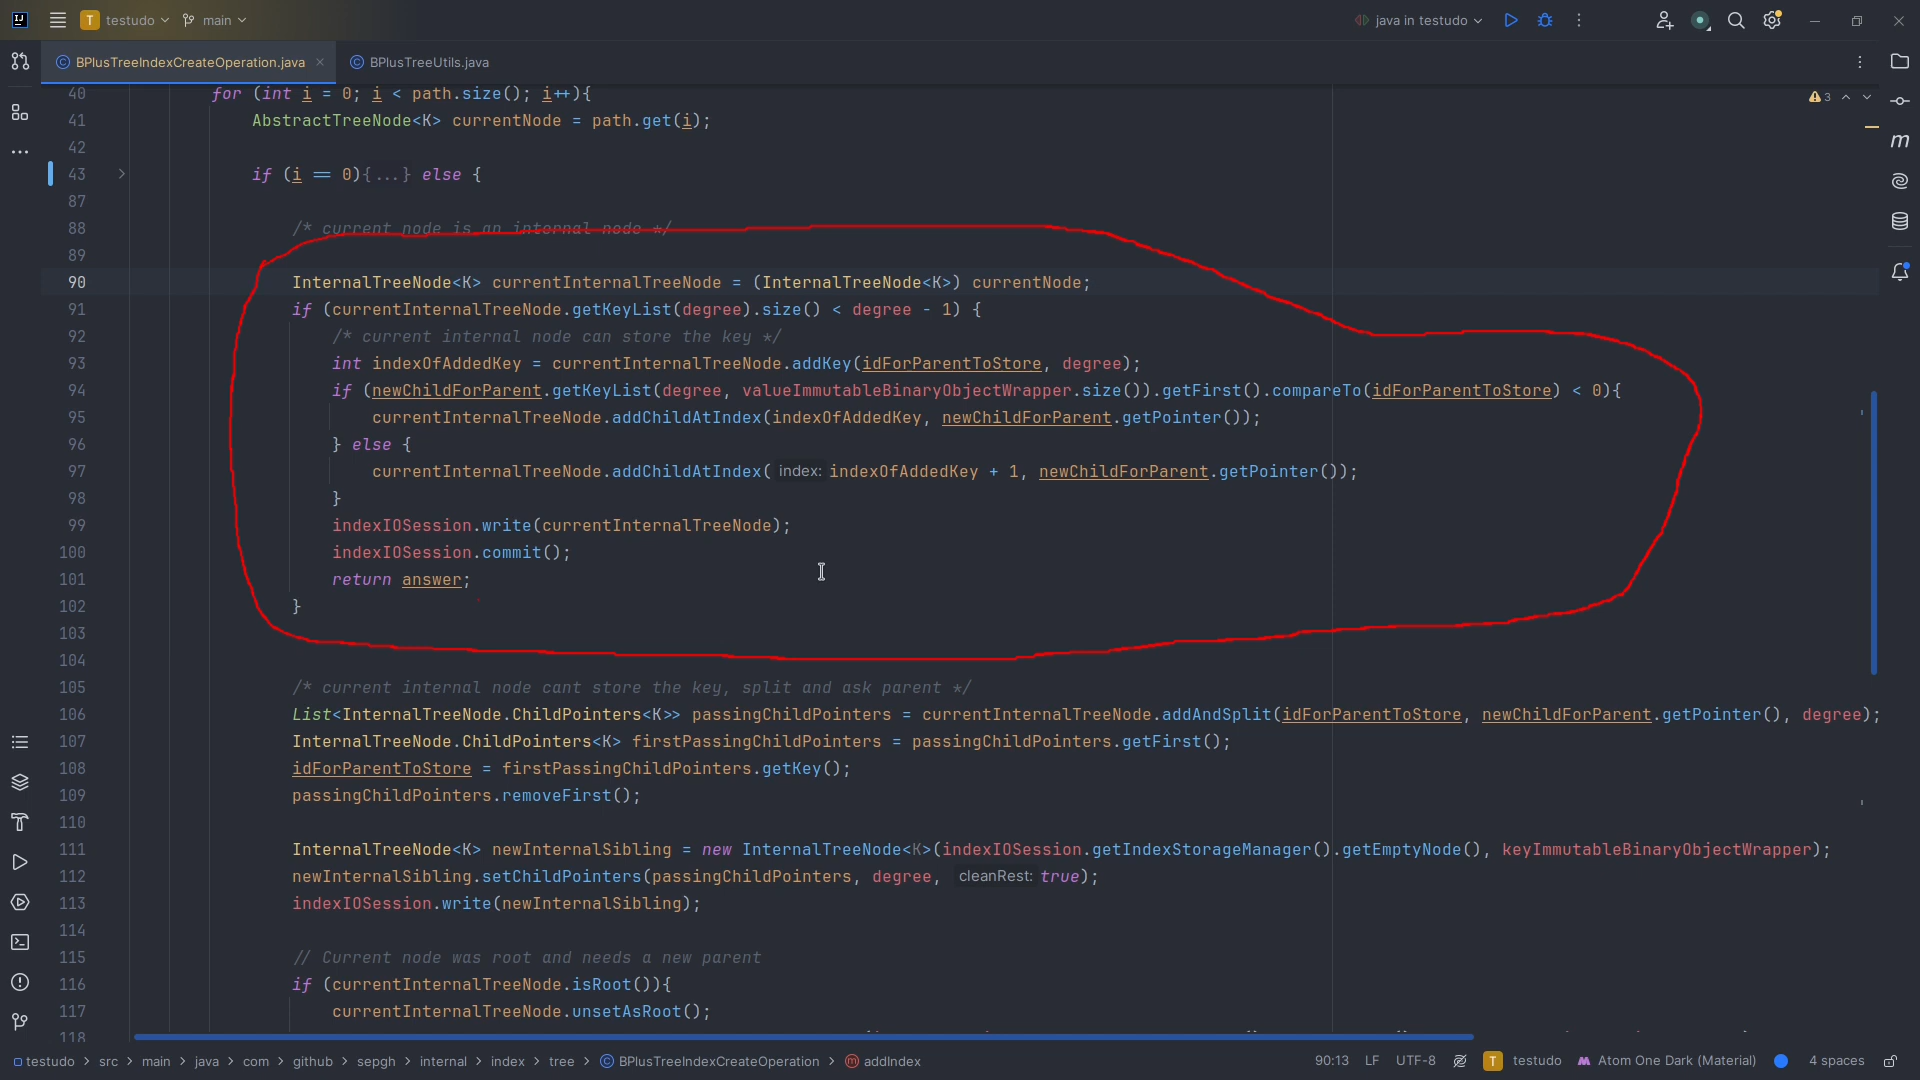 IJ
T testudo
main
java in testudo
BPlusTreeIndexCreateOperation.java
BPlusTreeUtils.java
3
40 for (int i = 0; i < path.size(); i++){
41 AbstractTreeNode<K> currentNode = path.get(i);
42
43 if (i == 0){...} else {
87
88 /* current node is an internal node */
89
90 InternalTreeNode<K> currentInternalTreeNode = (InternalTreeNode<K>) currentNode;
91 if (currentInternalTreeNode.getKeyList(degree).size() < degree - 1) {
92 /* current internal node can store the key */
93 int indexOfAddedKey = currentInternalTreeNode.addKey(idForParentToStore, degree);
94 if (newChildForParent.getKeyList(degree, valueImmutableBinaryObjectWrapper.size()).getFirst().compareTo(idForParentToStore) < 0){
95 currentInternalTreeNode.addChildAtIndex(indexOfAddedKey, newChildForParent.getPointer());
96 } else {
97 currentInternalTreeNode.addChildAtIndex( index: indexOfAddedKey + 1, newChildForParent.getPointer());
98 }
99 indexIOSession.write(currentInternalTreeNode);
100 indexIOSession.commit();
101 return answer;
102 }
103
104
105 /* current internal node cant store the key, split and ask parent */
106 List<InternalTreeNode.ChildPointers<K>> passingChildPointers = currentInternalTreeNode.addAndSplit(idForParentToStore, newChildForParent.getPointer(), degree);
107 InternalTreeNode.ChildPointers<K> firstPassingChildPointers = passingChildPointers.getFirst();
108 idForParentToStore = firstPassingChildPointers.getKey();
109 passingChildPointers.removeFirst();
110
111 InternalTreeNode<K> newInternalSibling = new InternalTreeNode<K>(indexIOSession.getIndexStorageManager().getEmptyNode(), keyImmutableBinaryObjectWrapper);
112 newInternalSibling.setChildPointers(passingChildPointers, degree, cleanRest: true);
113 indexIOSession.write(newInternalSibling);
114
115 // Current node was root and needs a new parent
116 if (currentInternalTreeNode.isRoot()){
117 currentInternalTreeNode.unsetAsRoot();
118
m
testudo > src > main > java > com > github > sepgh > internal > index > tree > BPlusTreeIndexCreateOperation > addIndex
90:13 LF UTF-8 T testudo Atom One Dark (Material) 4 spaces